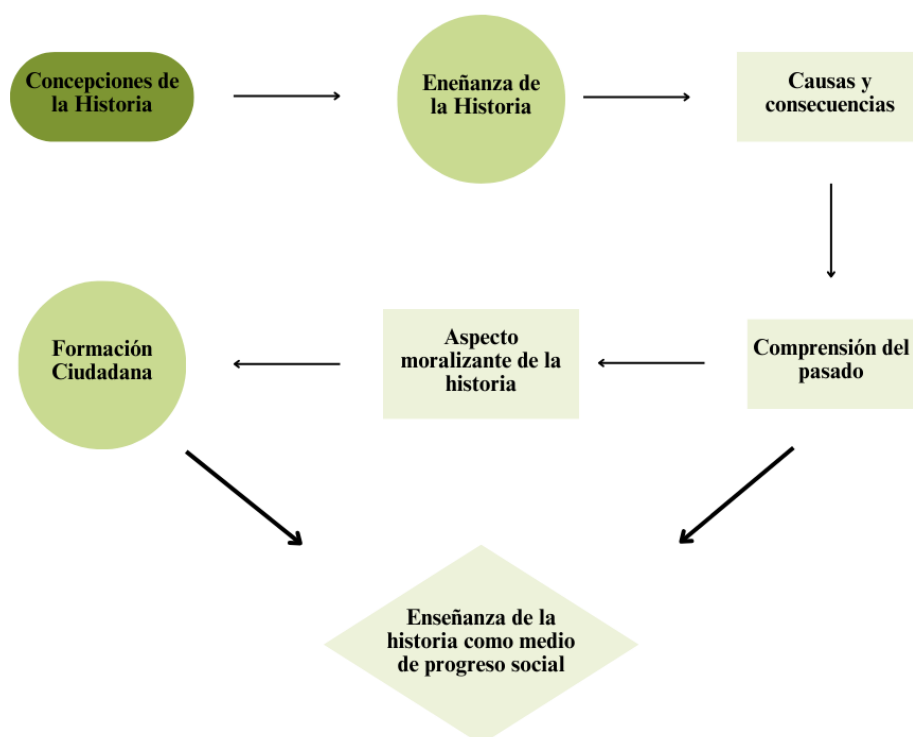 Concepciones de
la Historia
Eneñanza de
la Historia
Causas y
consecuencias
Formación
Ciudadana
Aspecto
moralizante de la
historia
Comprensión del
pasado
Enseñanza de la
historia como medio
de progreso social